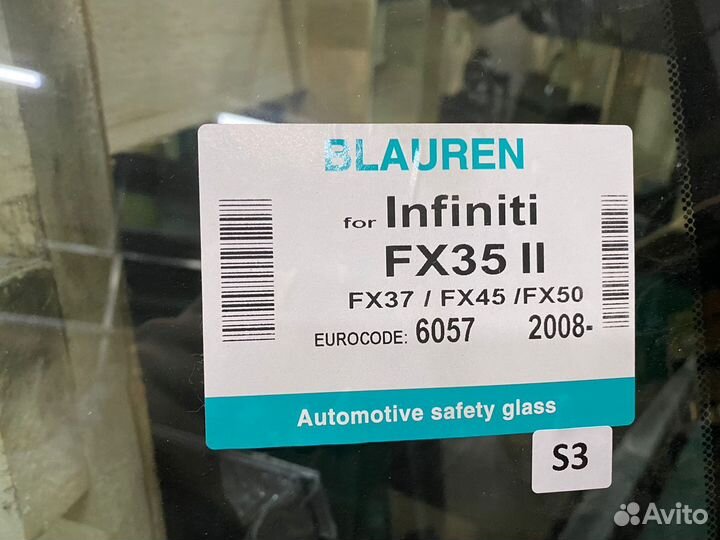 BLAUREN
for Infiniti
FX35 II
FX37 / FX45 /FX50
EUROCODE: 6057 2008-
Automotive safety glass
S3
Avito